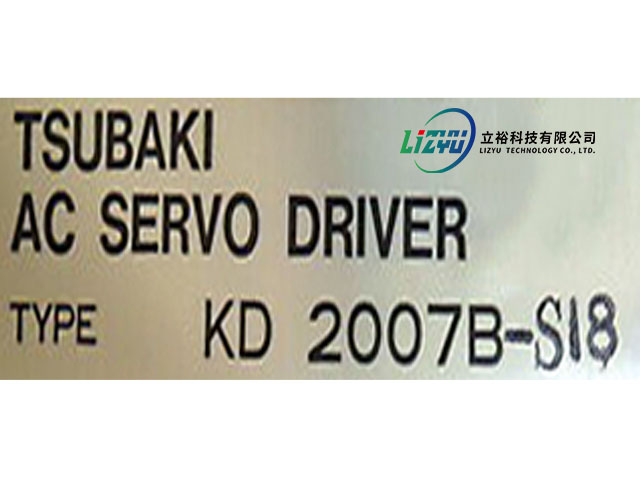 TSUBAKI
LIZYU
立裕科技有限公司
LIZYU TECHNOLOGY CO., LTD.
AC SERVO DRIVER
TYPE KD 2007B-S18